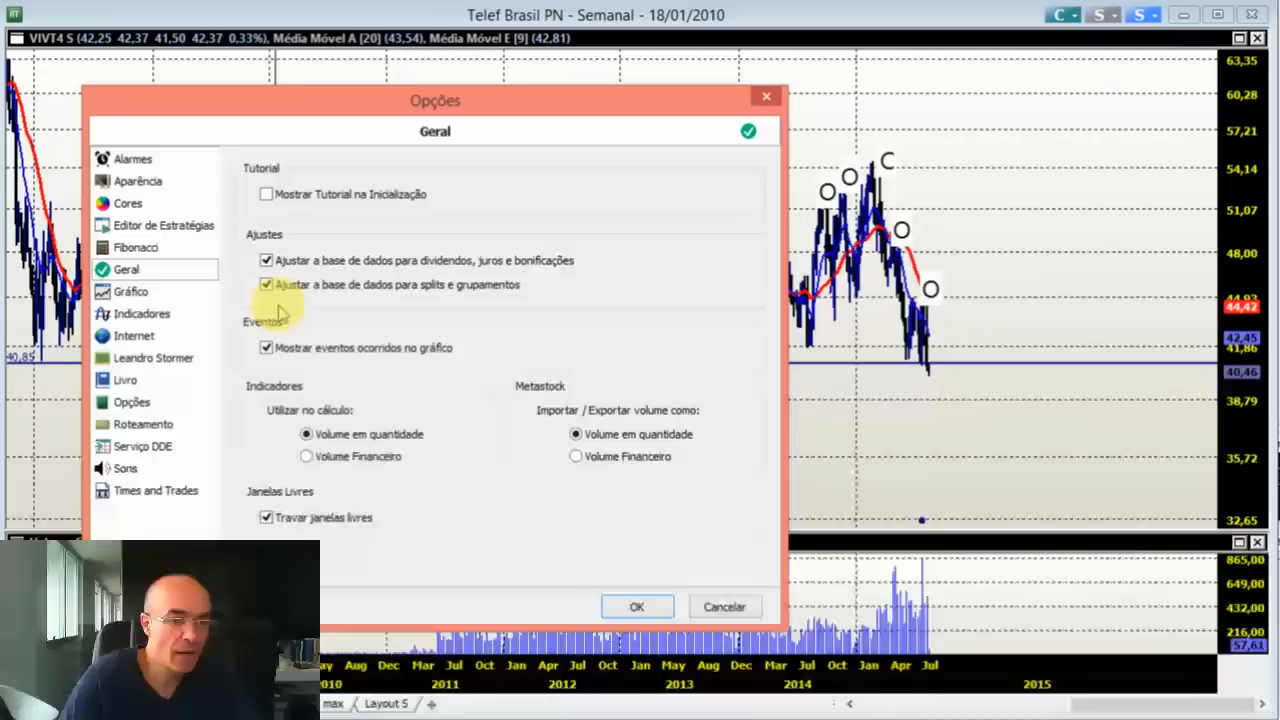 RT
Telef Brasil PN - Semanal - 18/01/2010
C
S
S
VIVT4 S (42,25 42,37 41,50 42,37 0,33%), Média Móvel A [20] (43,54), Média Móvel E [9] (42,81)
63,35
60,28
57,21
54,14
51,07
48,00
44,93
44,42
42,45
41,86
40,46
38,79
35,72
32,65
40,85
O
O
C
O
O
Opções
Geral
Alarmes
Aparência
Cores
Editor de Estratégias
Fibonacci
Geral
Gráfico
Indicadores
Internet
Leandro Stormer
Livro
Opções
Roteamento
Serviço DDE
Sons
Times and Trades
Tutorial
Mostrar Tutorial na Inicialização
Ajustes
Ajustar a base de dados para dividendos, juros e bonificações
Ajustar a base de dados para splits e grupamentos
Eventos
Mostrar eventos ocorridos no gráfico
Indicadores
Utilizar no cálculo:
Volume em quantidade
Volume Financeiro
Metastock
Importar / Exportar volume como:
Volume em quantidade
Volume Financeiro
Janelas Livres
Travar janelas livres
OK
Cancelar
865,00
649,00
432,00
216,00
57,61
Aug Dec Mar Jul Oct Jan Apr Jul Oct Jan May Aug Dec Mar Jul Oct Jan Apr Jul
2011 2012 2013 2014 2015
max
Layout 5